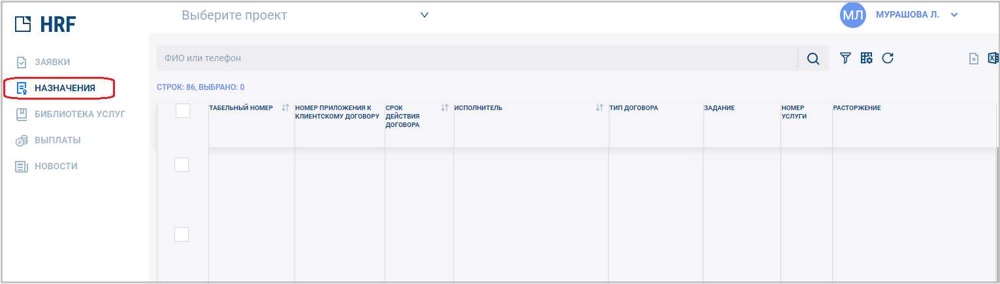 HRF
Выберите проект
МЛ
МУРАШОВА Л.
ЗАЯВКИ
НАЗНАЧЕНИЯ
БИБЛИОТЕКА УСЛУГ
ВЫПЛАТЫ
НОВОСТИ
ФИО или телефон
СТРОК: 86, ВЫБРАНО: 0
ТАБЕЛЬНЫЙ НОМЕР
НОМЕР ПРИЛОЖЕНИЯ К
КЛИЕНТСКОМУ ДОГОВОРУ
СРОК
ДЕЙСТВИЯ
ДОГОВОРА
ИСПОЛНИТЕЛЬ
ТИП ДОГОВОРА
ЗАДАНИЕ
НОМЕР
УСЛУГИ
РАСТОРЖЕНИЕ